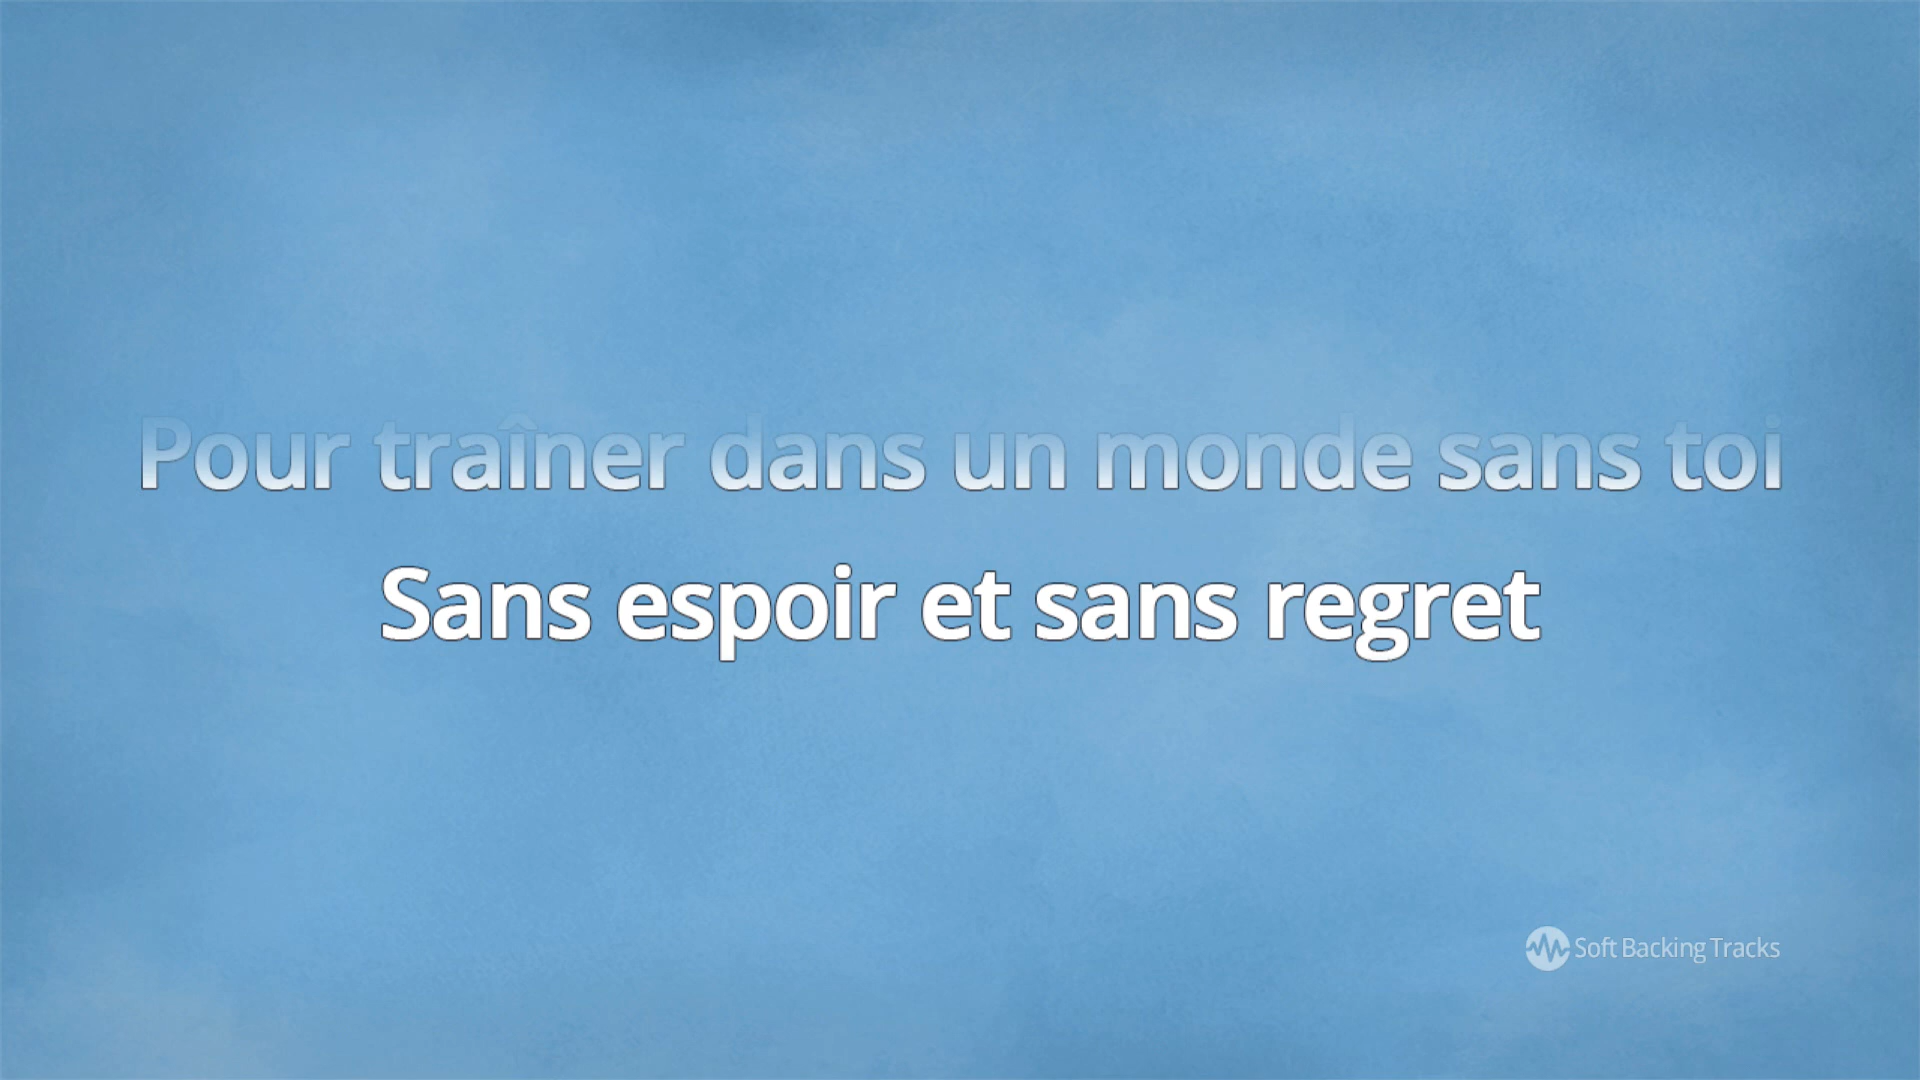 Pour traîner dans un monde sans toi
Sans espoir et sans regret
Soft Backing Tracks